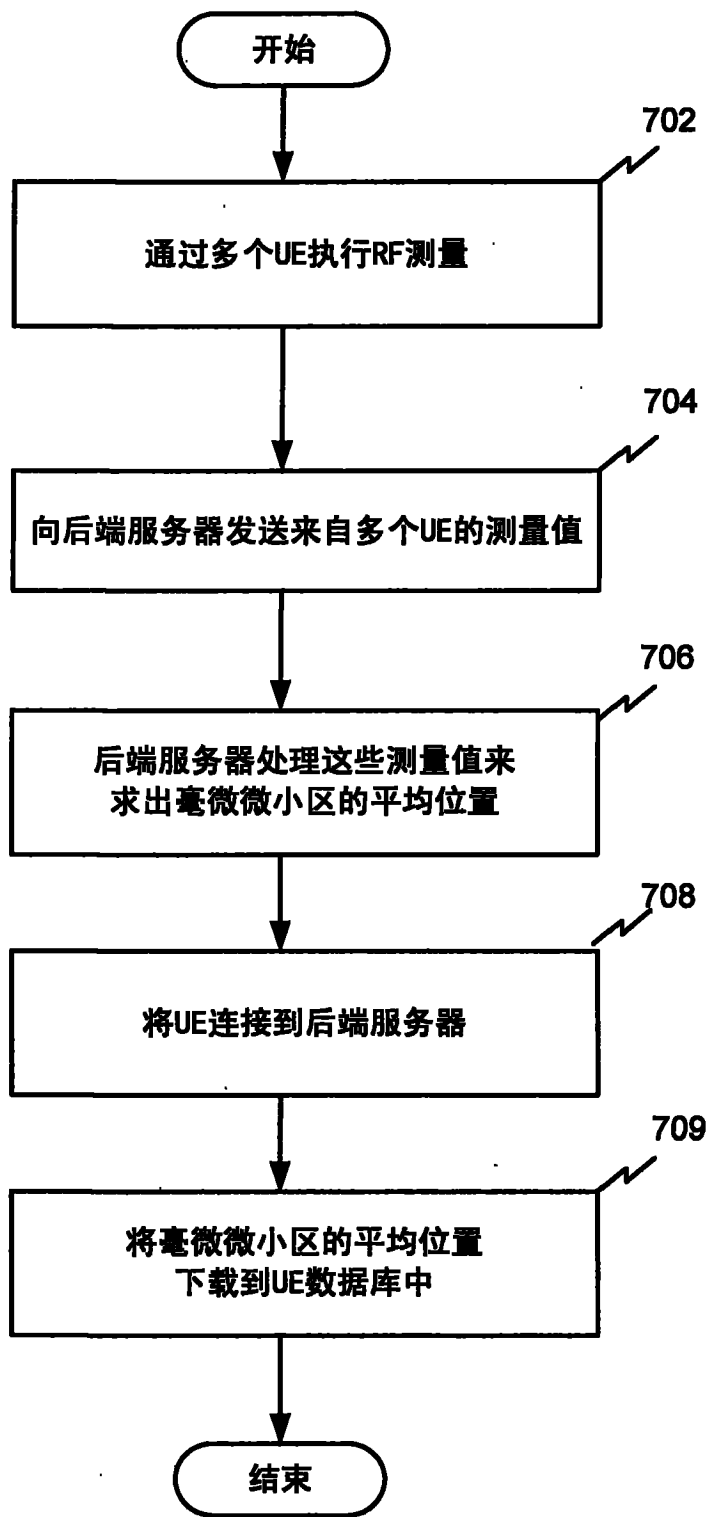 开始
702
通过多个UE执行RF测量
704
向后端服务器发送来自多个UE的测量值
706
后端服务器处理这些测量值来
求出毫微微小区的平均位置
708
将UE连接到后端服务器
709
将毫微微小区的平均位置
下载到UE数据库中
结束